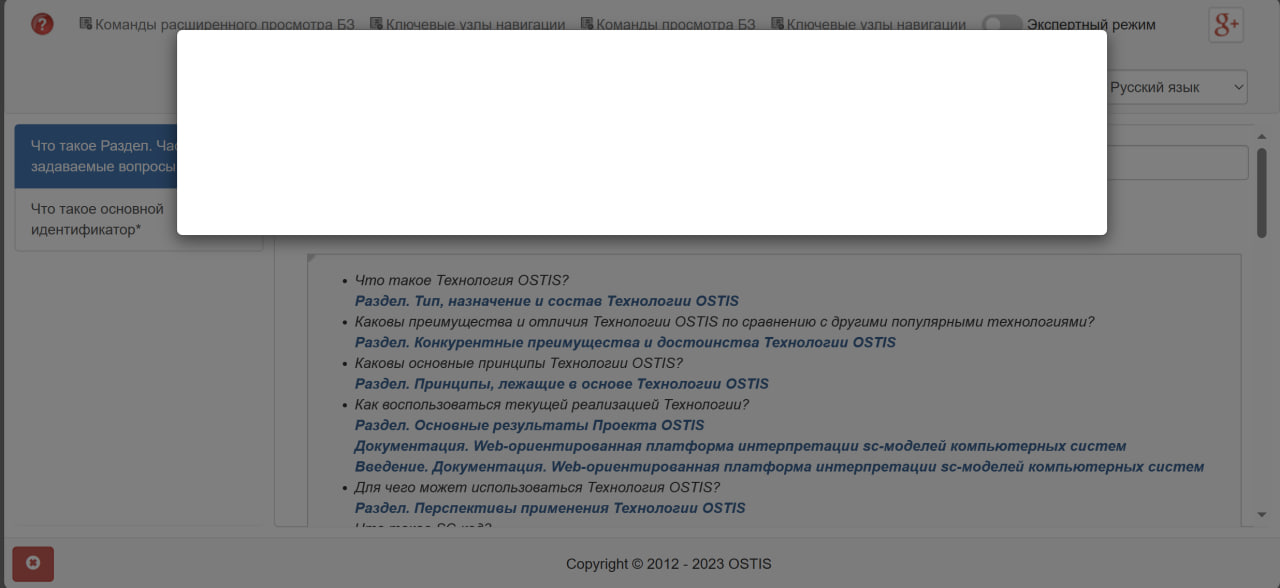 Команды расширенного просмотра БЗ Ключевые узлы навигации Команды просмотра БЗ Ключевые узлы навигации Экспертный режим g+
Русский язык
Что такое Раздел. Час
задаваемые вопросы
Что такое основной
идентификатор*
• Что такое Технология OSTIS?
Раздел. Тип, назначение и состав Технологии OSTIS
• Каковы преимущества и отличия Технологии OSTIS по сравнению с другими популярными технологиями?
Раздел. Конкурентные преимущества и достоинства Технологии OSTIS
• Каковы основные принципы Технологии OSTIS?
Раздел. Принципы, лежащие в основе Технологии OSTIS
• Как воспользоваться текущей реализацией Технологии?
Раздел. Основные результаты Проекта OSTIS
Документация. Web-ориентированная платформа интерпретации sc-моделей компьютерных систем
Введение. Документация. Web-ориентированная платформа интерпретации sc-моделей компьютерных систем
• Для чего может использоваться Технология OSTIS?
Раздел. Перспективы применения Технологии OSTIS
Copyright © 2012 - 2023 OSTIS